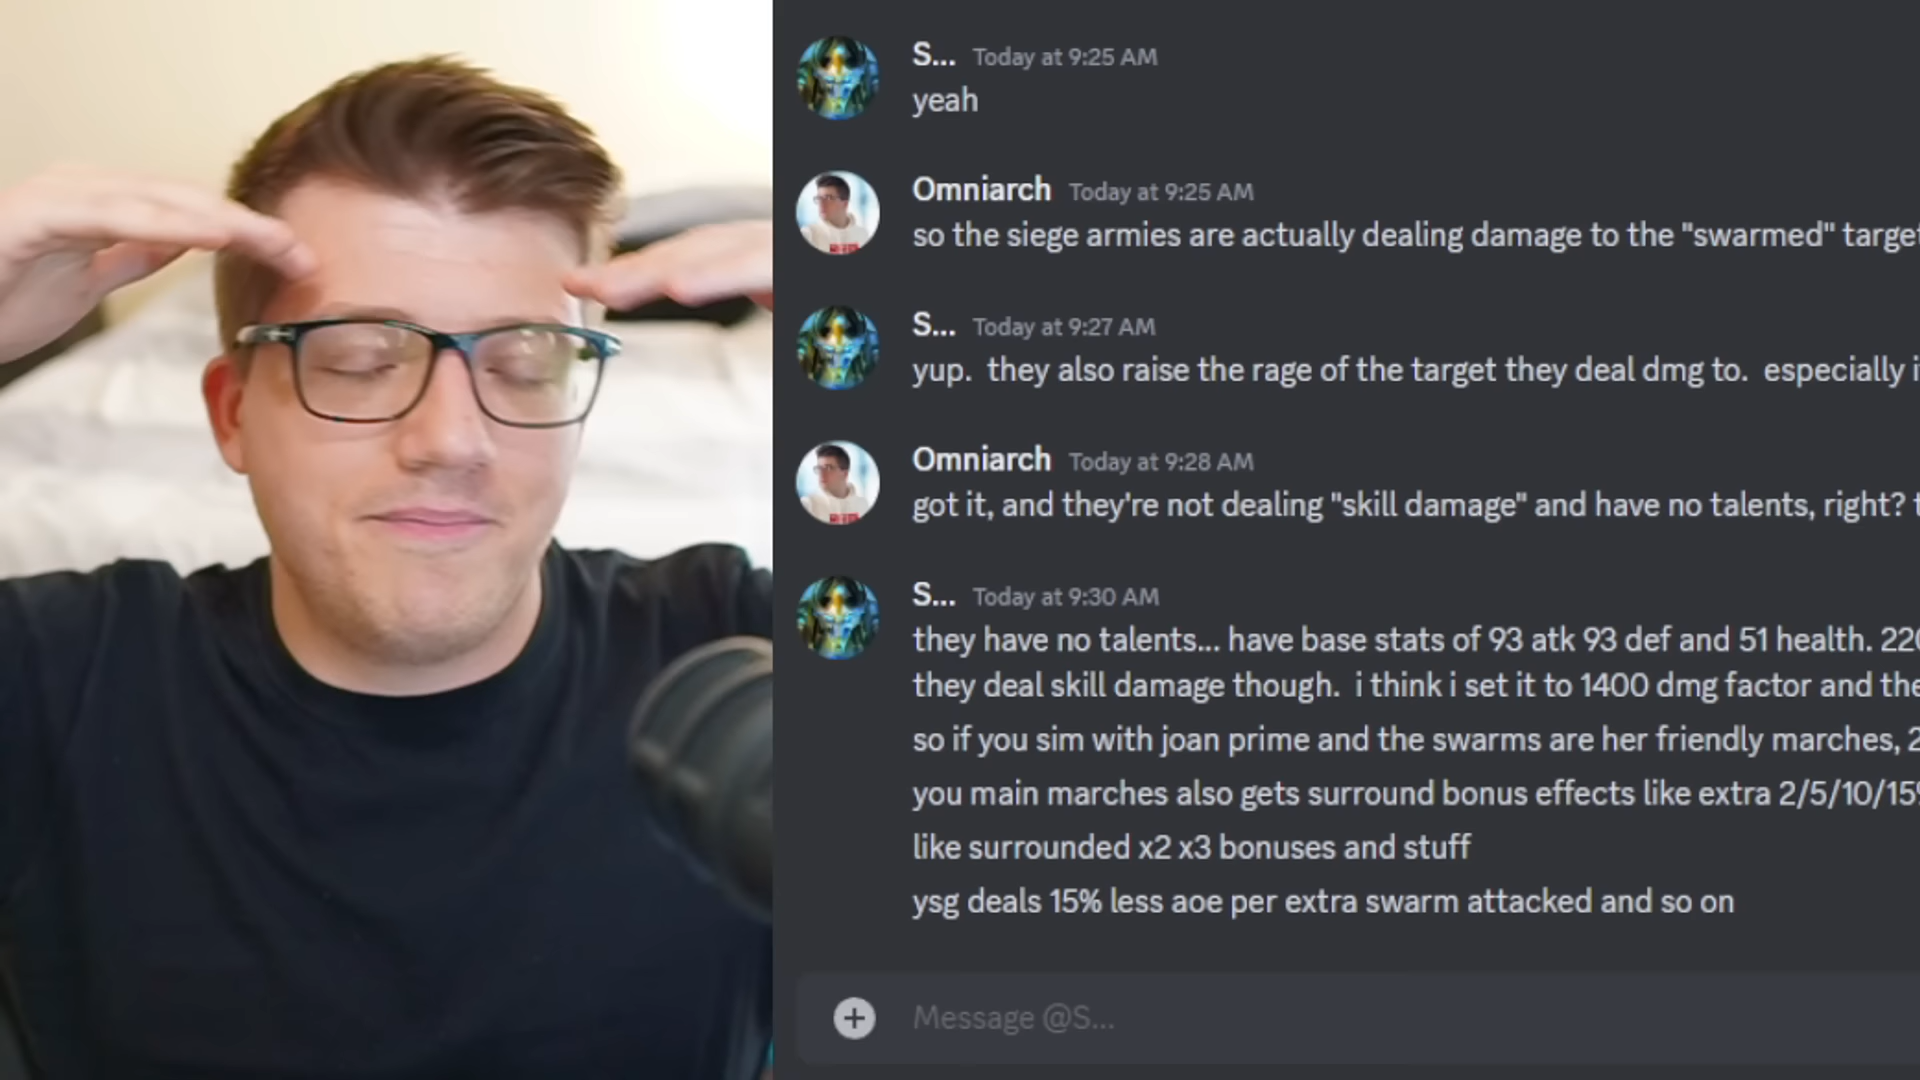 S... Today at 9:25 AM
yeah
Omniarch Today at 9:25 AM
so the siege armies are actually dealing damage to the "swarmed" target
S... Today at 9:27 AM
yup. they also raise the rage of the target they deal dmg to. especially
Omniarch Today at 9:28 AM
got it, and they're not dealing "skill damage" and have no talents, right?
S... Today at 9:30 AM
they have no talents... have base stats of 93 atk 93 def and 51 health.
they deal skill damage though. i think i set it to 1400 dmg factor and
so if you sim with joan prime and the swarms are her friendly marches,
you main marches also gets surround bonus effects like extra 2/5/10/15%
like surrounded x2 x3 bonuses and stuff
ysg deals 15% less aoe per extra swarm attacked and so on
Message @S...